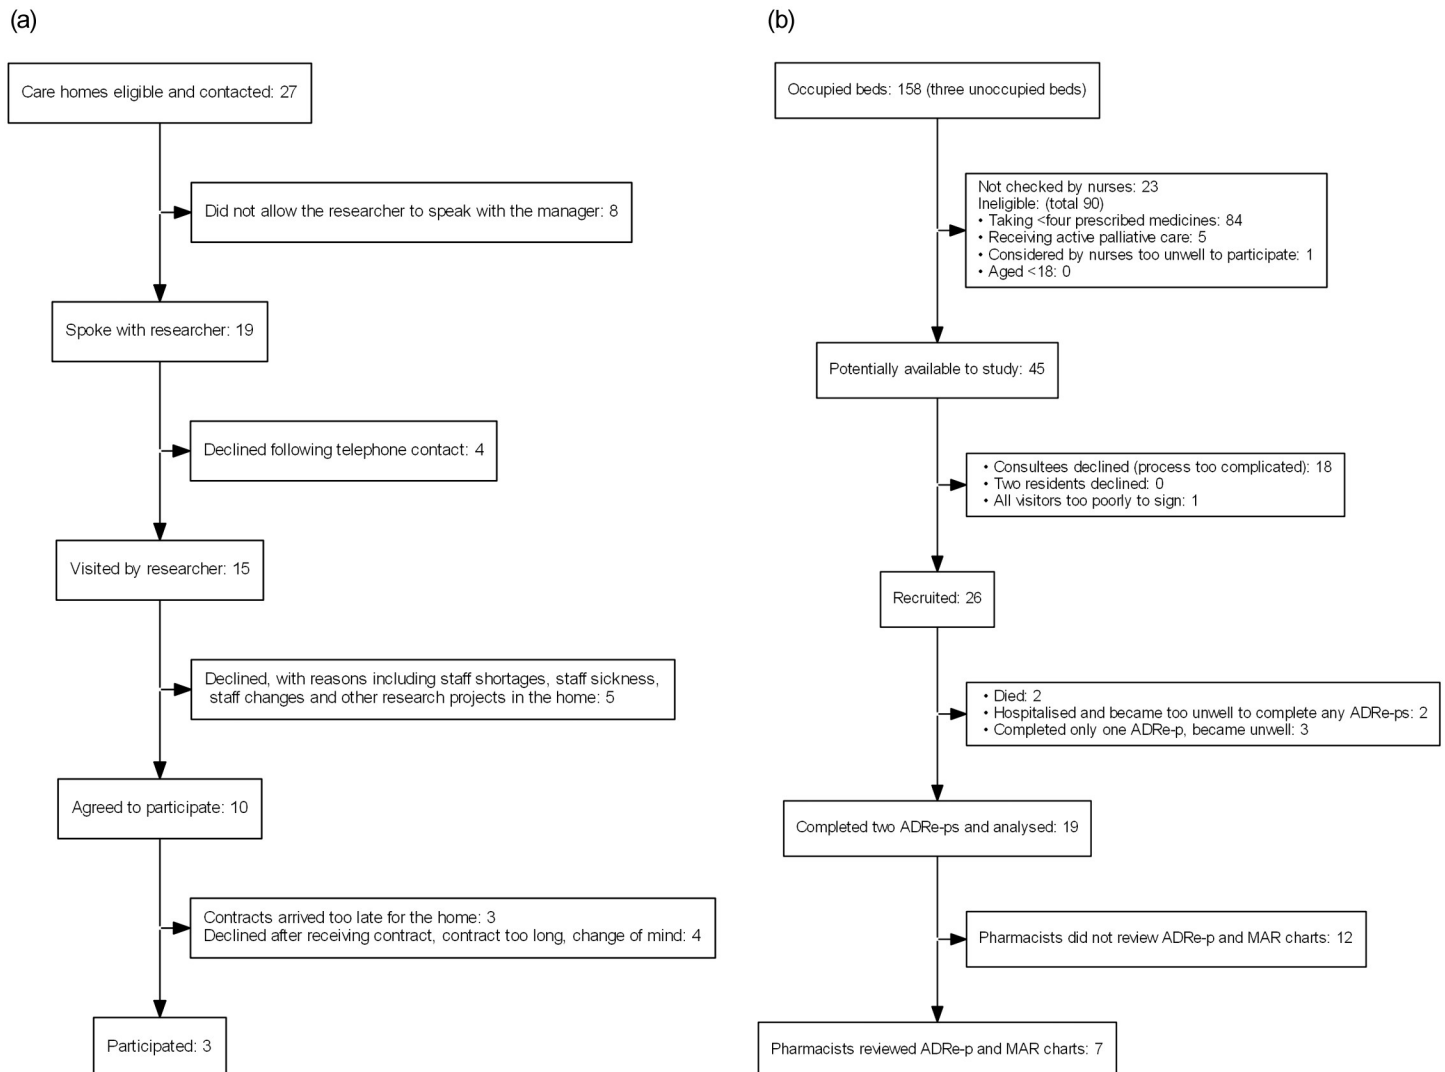 (a)
Care homes eligible and contacted: 27
Did not allow the researcher to speak with the manager: 8
Spoke with researcher: 19
Declined following telephone contact: 4
Visited by researcher: 15
Declined, with reasons including staff shortages, staff sickness,
staff changes and other research projects in the home: 5
Agreed to participate: 10
Contracts arrived too late for the home: 3
Declined after receiving contract, contract too long, change of mind: 4
Participated: 3
(b)
Occupied beds: 158 (three unoccupied beds)
Not checked by nurses: 23
Ineligible: (total 90)
• Taking <four prescribed medicines: 84
• Receiving active palliative care: 5
• Considered by nurses too unwell to participate: 1
• Aged <18: 0
Potentially available to study: 45
• Consultees declined (process too complicated): 18
• Two residents declined: 0
• All visitors too poorly to sign: 1
Recruited: 26
• Died: 2
• Hospitalised and became too unwell to complete any ADRe-ps: 2
• Completed only one ADRe-p, became unwell: 3
Completed two ADRe-ps and analysed: 19
Pharmacists did not review ADRe-p and MAR charts: 12
Pharmacists reviewed ADRe-p and MAR charts: 7